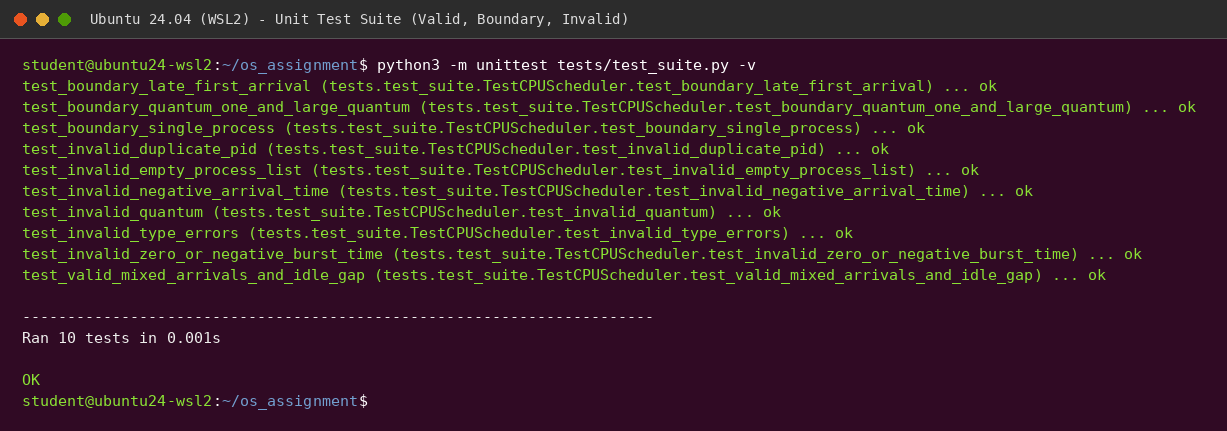 Ubuntu 24.04 (WSL2) - Unit Test Suite (Valid, Boundary, Invalid)
student@ubuntu24-wsl2:~/os_assignment$ python3 -m unittest tests/test_suite.py -v
test_boundary_late_first_arrival (tests.test_suite.TestCPUScheduler.test_boundary_late_first_arrival) ... ok
test_boundary_quantum_one_and_large_quantum (tests.test_suite.TestCPUScheduler.test_boundary_quantum_one_and_large_quantum) ... ok
test_boundary_single_process (tests.test_suite.TestCPUScheduler.test_boundary_single_process) ... ok
test_invalid_duplicate_pid (tests.test_suite.TestCPUScheduler.test_invalid_duplicate_pid) ... ok
test_invalid_empty_process_list (tests.test_suite.TestCPUScheduler.test_invalid_empty_process_list) ... ok
test_invalid_negative_arrival_time (tests.test_suite.TestCPUScheduler.test_invalid_negative_arrival_time) ... ok
test_invalid_quantum (tests.test_suite.TestCPUScheduler.test_invalid_quantum) ... ok
test_invalid_type_errors (tests.test_suite.TestCPUScheduler.test_invalid_type_errors) ... ok
test_invalid_zero_or_negative_burst_time (tests.test_suite.TestCPUScheduler.test_invalid_zero_or_negative_burst_time) ... ok
test_valid_mixed_arrivals_and_idle_gap (tests.test_suite.TestCPUScheduler.test_valid_mixed_arrivals_and_idle_gap) ... ok
----------------------------------------------------------------------
Ran 10 tests in 0.001s
OK
student@ubuntu24-wsl2:~/os_assignment$